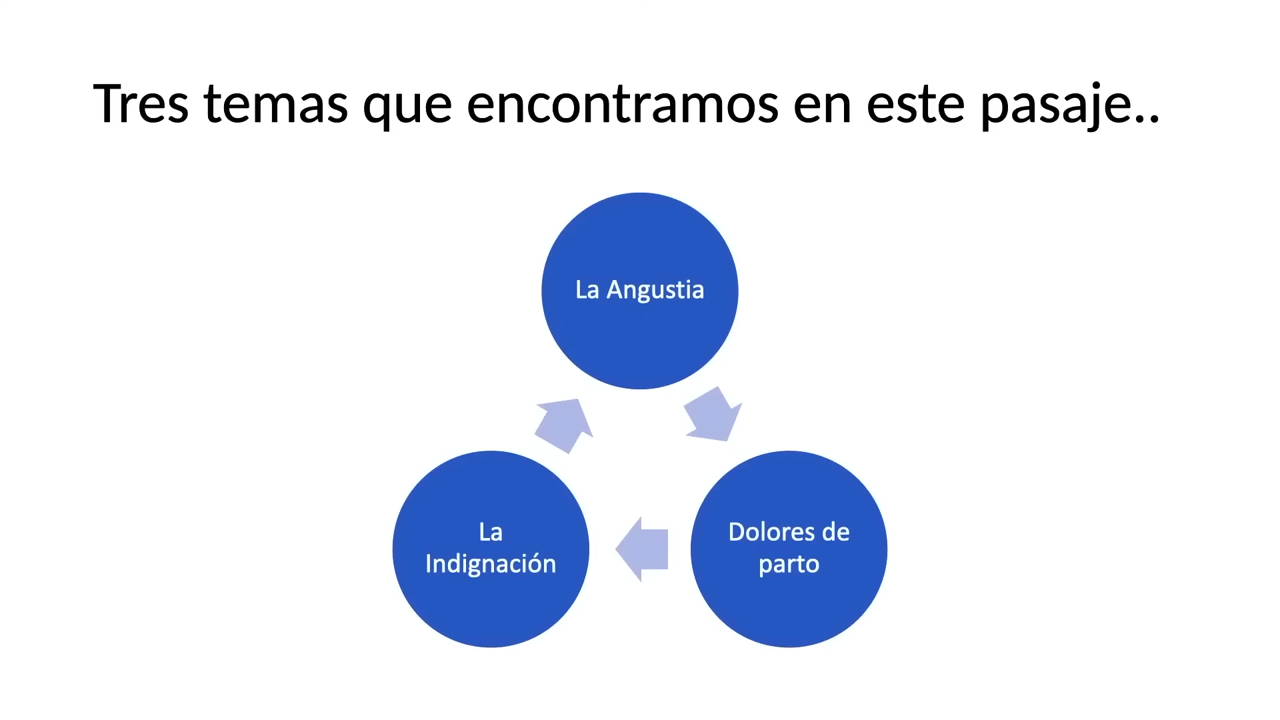 Tres temas que encontramos en este pasaje..
La Angustia
Dolores de
parto
La
Indignación